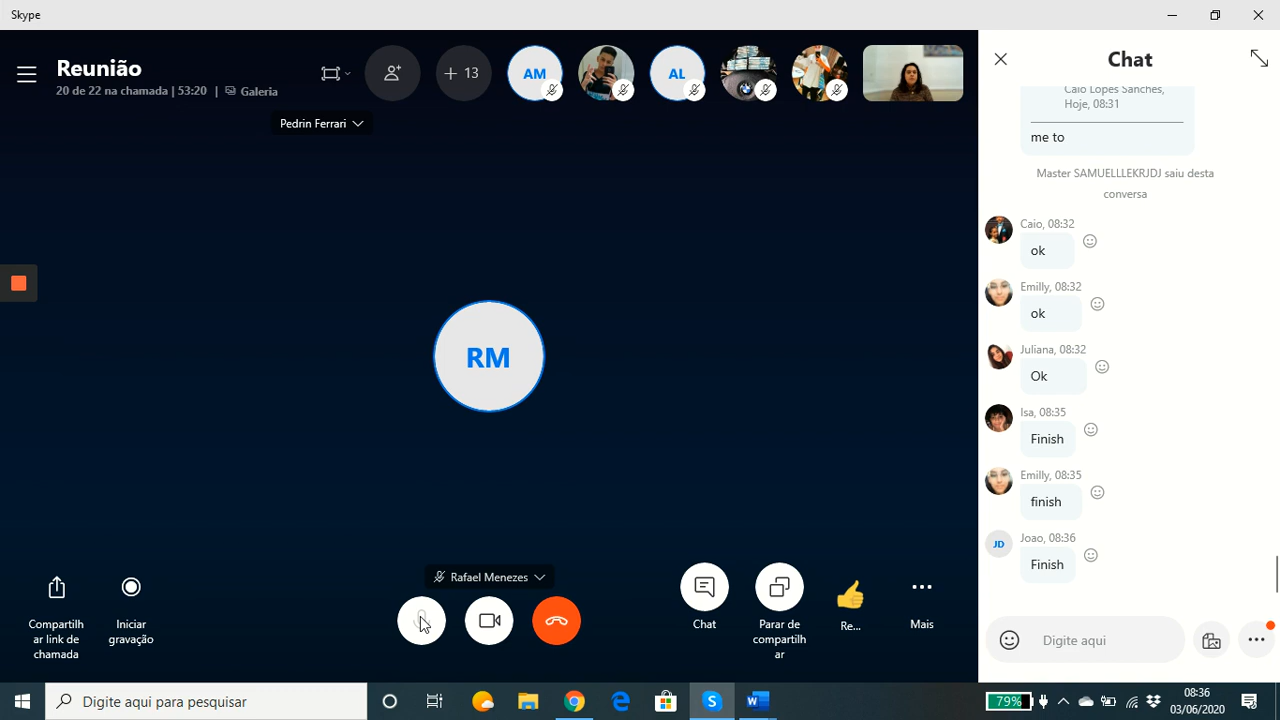 Skype
Reunião
20 de 22 na chamada | 53:20 | Galeria
+ 13
AM
AL
Pedrin Ferrari
RM
Rafael Menezes
Compartilh
ar link de
chamada
Iniciar
gravação
Chat
Parar de
compartilh
ar
Re...
Mais
Chat
Caio Lopes Sanches,
Hoje, 08:31
me to
Master SAMUELLLEKRJDJ saiu desta
conversa
Caio, 08:32
ok
Emilly, 08:32
ok
Juliana, 08:32
Ok
Isa, 08:35
Finish
Emilly, 08:35
finish
JD
Joao, 08:36
Finish
Digite aqui
Digite aqui para pesquisar
79%
08:36
03/06/2020